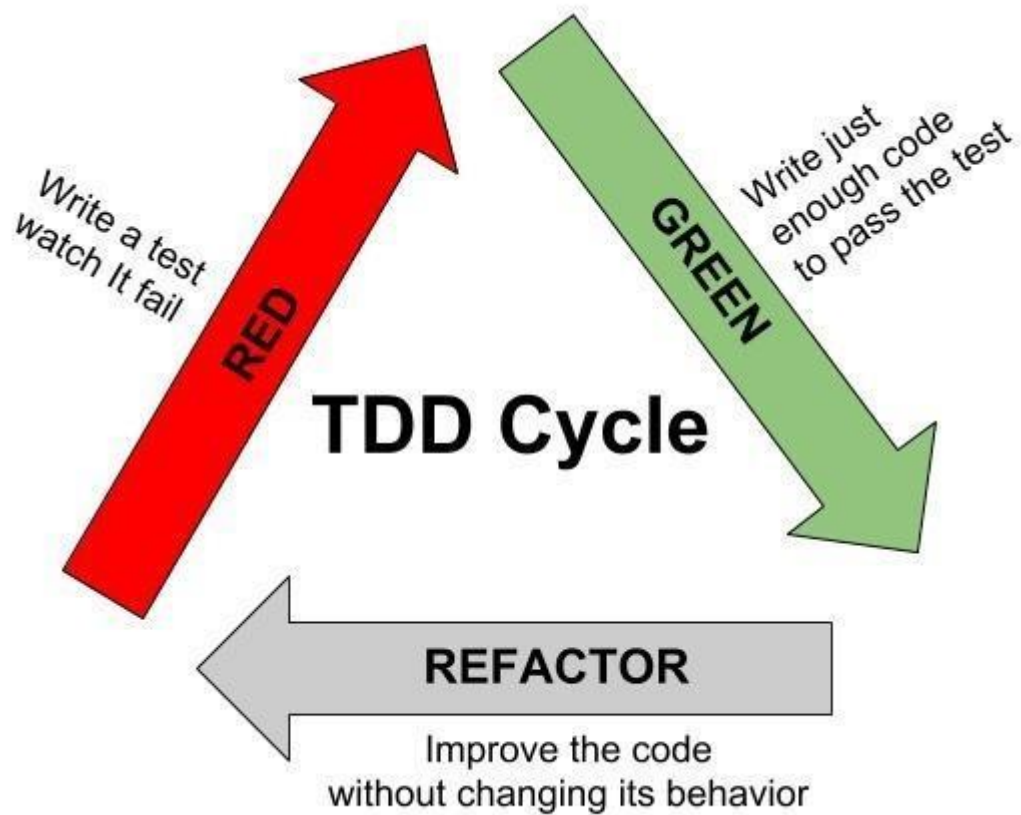 Write a test
watch It fail
RED
Write just
enough code
to pass the test
GREEN
TDD Cycle
REFACTOR
Improve the code
without changing its behavior